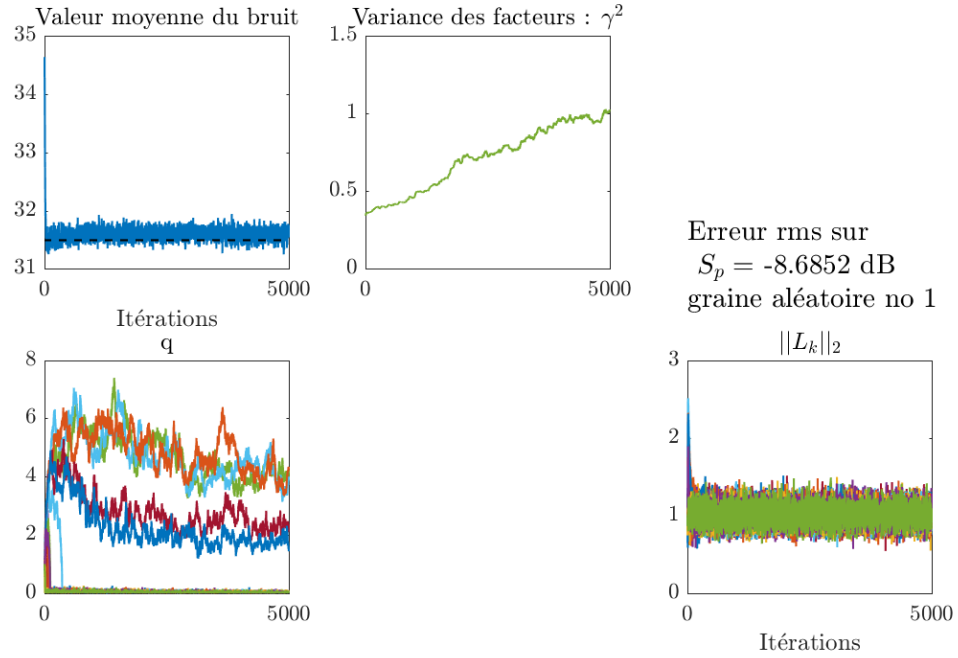 Valeur moyenne du bruit
35
34
33
32
31
0
5000
Itérations
Variance des facteurs : γ²
1.5
1
0.5
0
0
5000
Erreur rms sur
S_p = -8.6852 dB
graine aléatoire no 1
q
8
6
4
2
0
0
5000
||L_k||_2
3
2
1
0
0
5000
Itérations